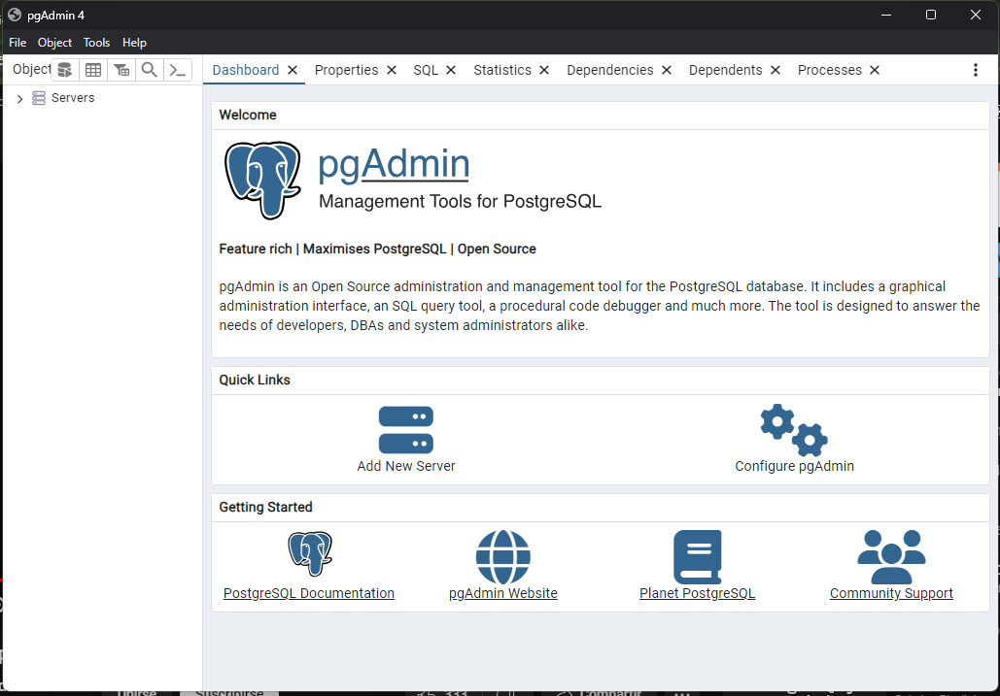 pgAdmin 4
File Object Tools Help
Object
Dashboard Properties SQL Statistics Dependencies Dependents Processes
Servers
Welcome
pgAdmin
Management Tools for PostgreSQL
Feature rich | Maximises PostgreSQL | Open Source
pgAdmin is an Open Source administration and management tool for the PostgreSQL database. It includes a graphical
administration interface, an SQL query tool, a procedural code debugger and much more. The tool is designed to answer the
needs of developers, DBAs and system administrators alike.
Quick Links
Add New Server Configure pgAdmin
Getting Started
PostgreSQL Documentation pgAdmin Website Planet PostgreSQL Community Support
Unirse Suscribirse 333 Compartir